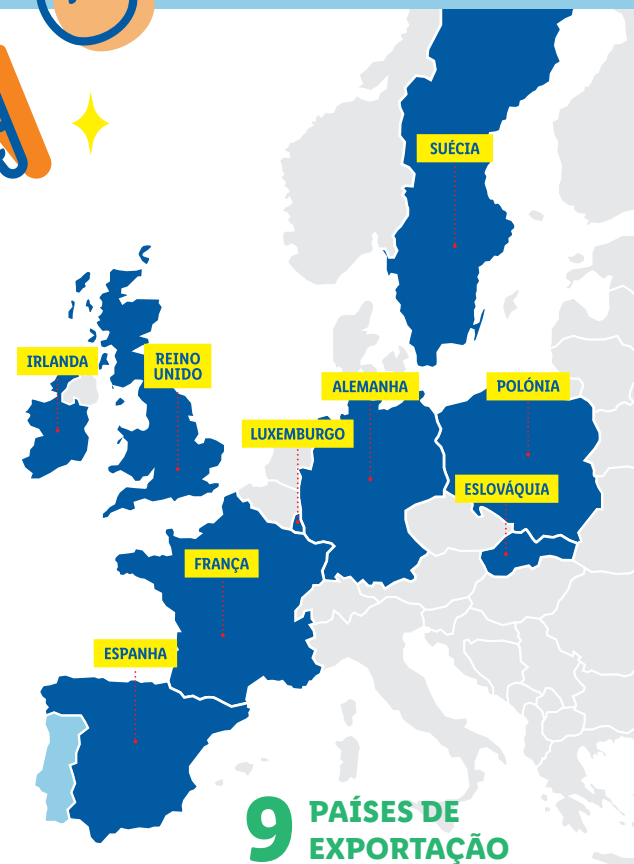 SUÉCIA
IRLANDA
REINO
UNIDO
ALEMANHA
POLÓNIA
LUXEMBURGO
ESLOVÁQUIA
FRANÇA
ESPANHA
9 PAÍSES DE
EXPORTAÇÃO